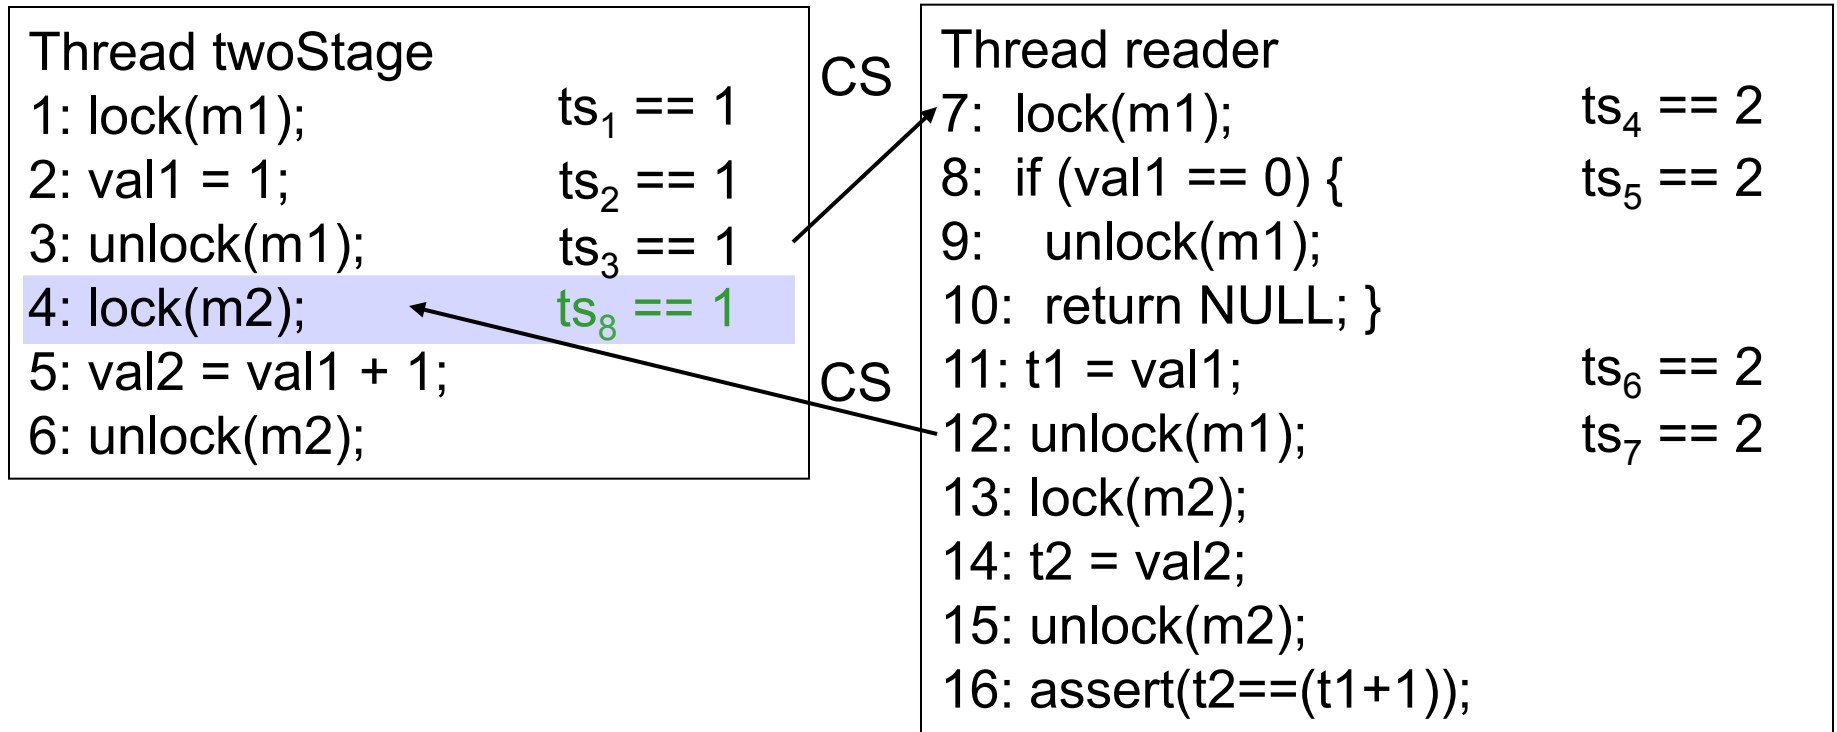 Thread twoStage
1: lock(m1); ts₁ == 1
2: val1 = 1; ts₂ == 1
3: unlock(m1); ts₃ == 1
4: lock(m2); ts₈ == 1
5: val2 = val1 + 1;
6: unlock(m2);
CS
CS
Thread reader
7: lock(m1); ts₄ == 2
8: if (val1 == 0) { ts₅ == 2
9: unlock(m1);
10: return NULL; }
11: t1 = val1; ts₆ == 2
12: unlock(m1); ts₇ == 2
13: lock(m2);
14: t2 = val2;
15: unlock(m2);
16: assert(t2==(t1+1));